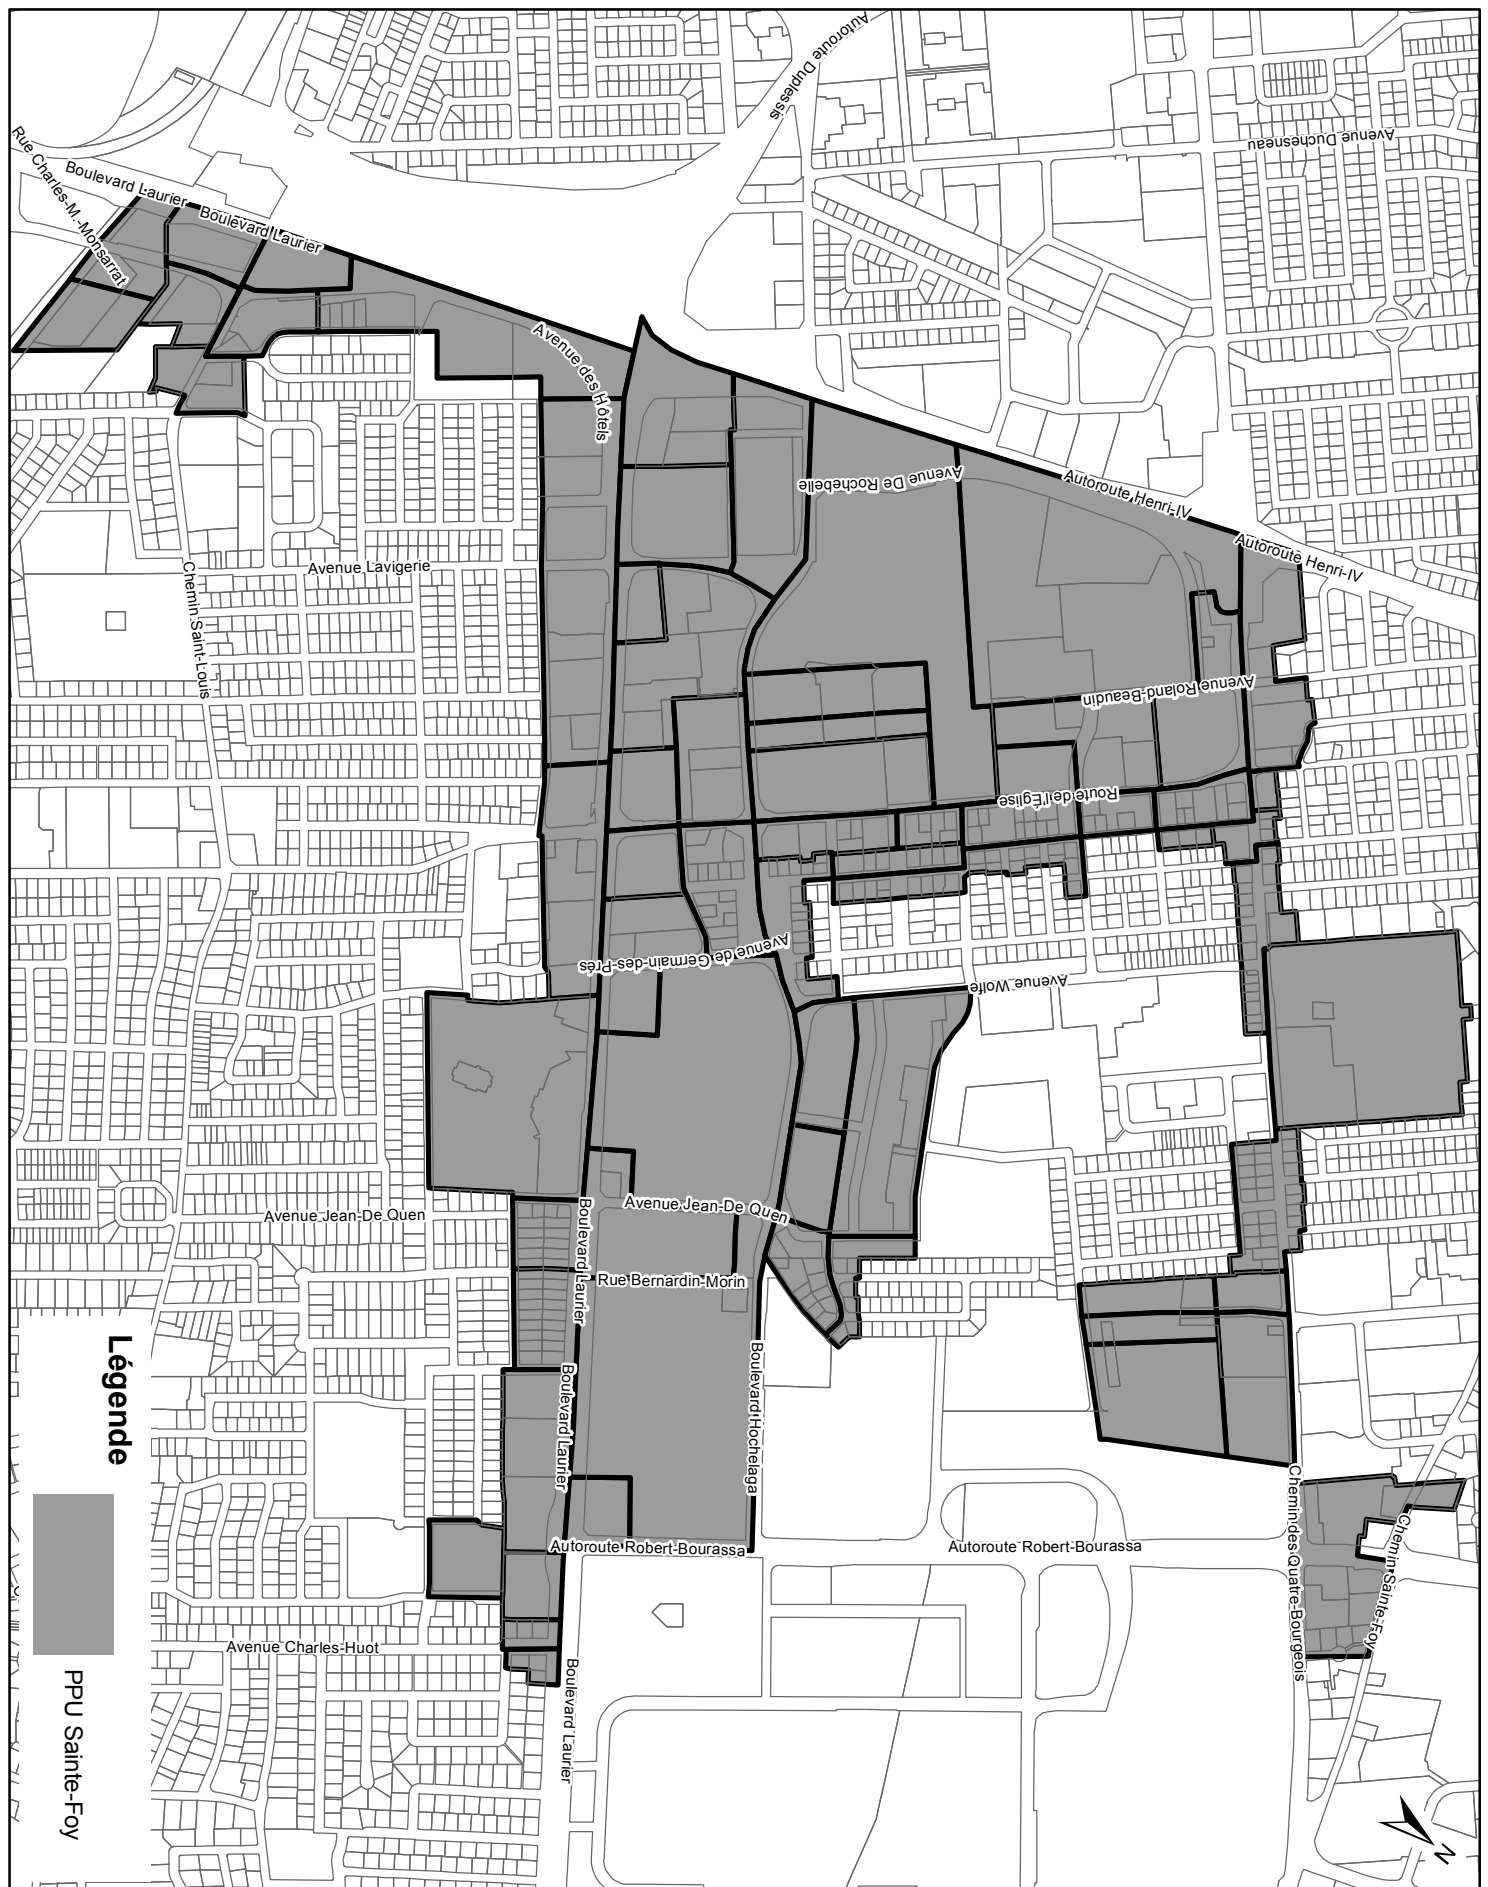 Autoroute Duplessis
Avenue Duchesneau
Rue Charles-M.-Monsarrat
Boulevard Laurier
Boulevard Laurier
Avenue des Hôtels
Avenue De Rochebelle
Autoroute Henri-IV
Autoroute Henri-IV
Avenue Lavigerie
Chemin Saint-Louis
Avenue Roland-Beaudin
Route de l'Église
Avenue de Germain-des-Prés
Avenue Wolfe
Avenue Jean-De Quen
Avenue Jean-De Quen
Boulevard Laurier
Rue Bernardin-Morin
Boulevard Laurier
Boulevard Hochelaga
Autoroute Robert-Bourassa
Autoroute Robert-Bourassa
Chemin des Quatre-Bourgeois
Chemin Sainte-Foy
Avenue Charles-Huot
Boulevard Laurier
Légende
PPU Sainte-Foy
N